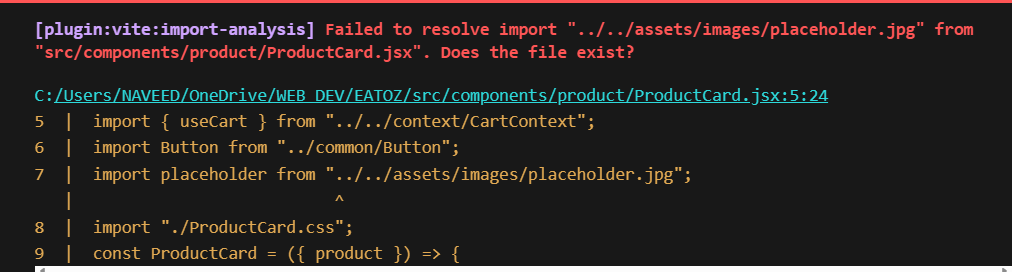 [plugin:vite:import-analysis] Failed to resolve import "../../assets/images/placeholder.jpg" from
"src/components/product/ProductCard.jsx". Does the file exist?
C:/Users/NAVEED/OneDrive/WEB DEV/EATOZ/src/components/product/ProductCard.jsx:5:24
5  |  import { useCart } from "../../context/CartContext";
6  |  import Button from "../common/Button";
7  |  import placeholder from "../../assets/images/placeholder.jpg";
   |                          ^
8  |  import "./ProductCard.css";
9  |  const ProductCard = ({ product }) => {